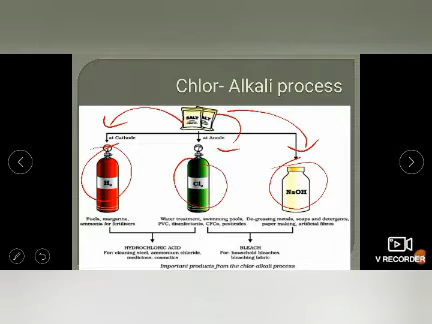 Chlor- Alkali process
SALT
SALT
at Cathode
at Anode
H₂
Cl₂
NaOH
Fuels, margarine,
ammonia for fertilisers
Water treatment, swimming pools,
PVC, disinfectants, CFCs, pesticides
De-greasing metals, soaps and detergents,
paper making, artificial fibres
HYDROCHLORIC ACID
For cleaning steel, ammonium chloride,
medicines, cosmetics
BLEACH
For household bleaches,
bleaching fabric
Important products from the chlor-alkali process
V RECORDER